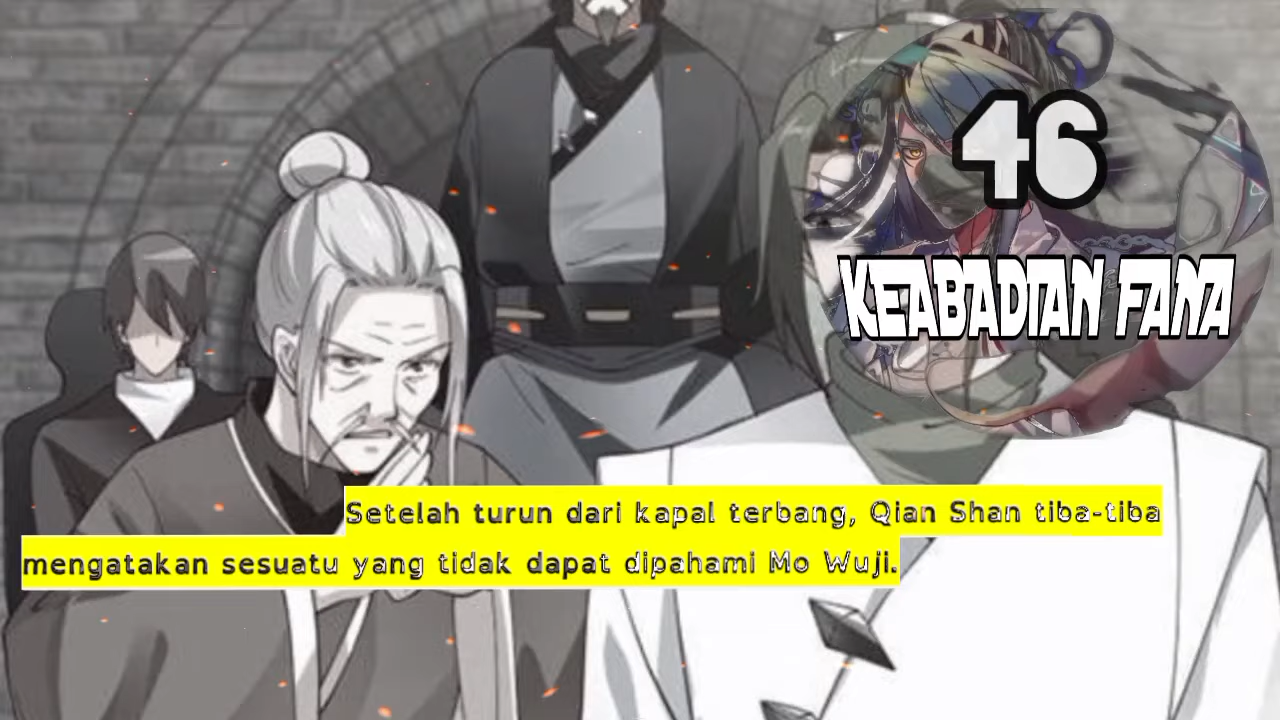 46
KEABADIAN FANA
Setelah turun dari kapal terbang, Qian Shan tiba-tiba
mengatakan sesuatu yang tidak dapat dipahami Mo Wuji.